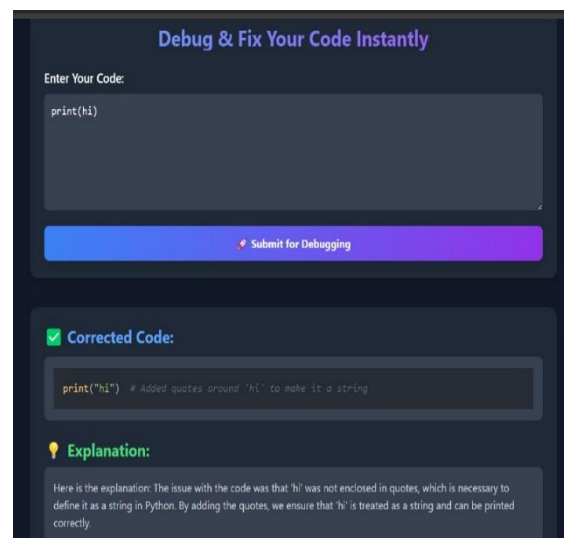 Debug & Fix Your Code Instantly
Enter Your Code:
print(hi)
🚀 Submit for Debugging
✅ Corrected Code:
print("hi")  # Added quotes around 'hi' to make it a string
💡 Explanation:
Here is the explanation: The issue with the code was that 'hi' was not enclosed in quotes, which is necessary to
define it as a string in Python. By adding the quotes, we ensure that 'hi' is treated as a string and can be printed
correctly.